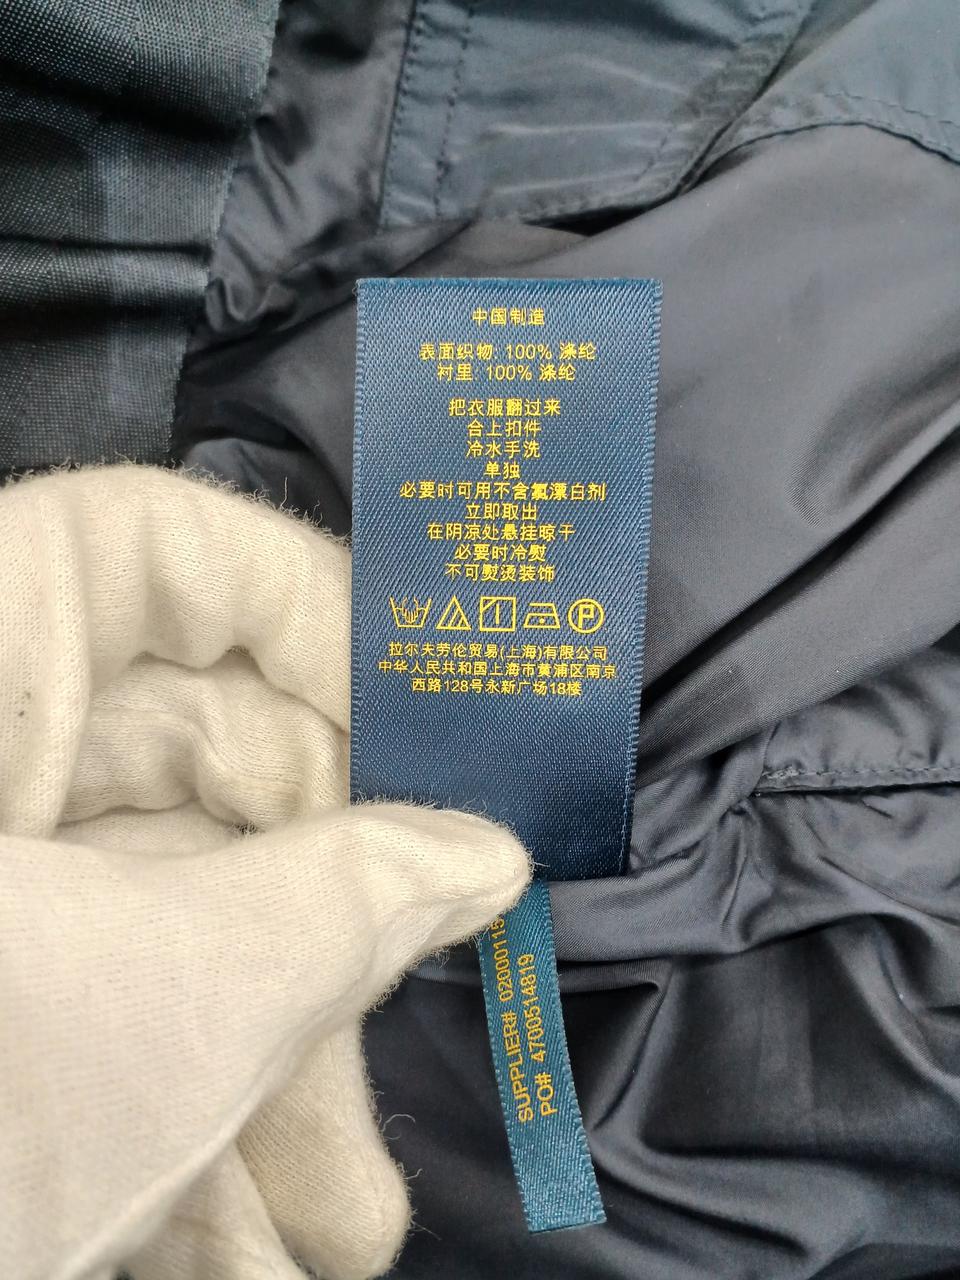 中国制造
表面织物: 100% 涤纶
衬里: 100% 涤纶
把衣服翻过来
合上扣件
冷水手洗
单独
必要时可用不含氯漂白剂
立即取出
在阴凉处悬挂晾干
必要时冷熨
不可熨烫装饰
P
拉尔夫劳伦贸易(上海)有限公司
中华人民共和国上海市黄浦区南京
西路128号永新广场18楼
SUPPLIER# 02000115
PO# 4700514819